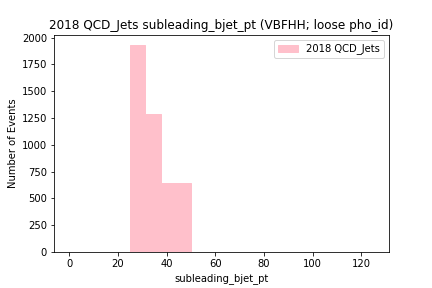 2018 QCD_Jets subleading_bjet_pt (VBFHH; loose pho_id)
2018 QCD_Jets
Number of Events
2000
1750
1500
1250
1000
750
500
250
0
0 20 40 60 80 100 120
subleading_bjet_pt